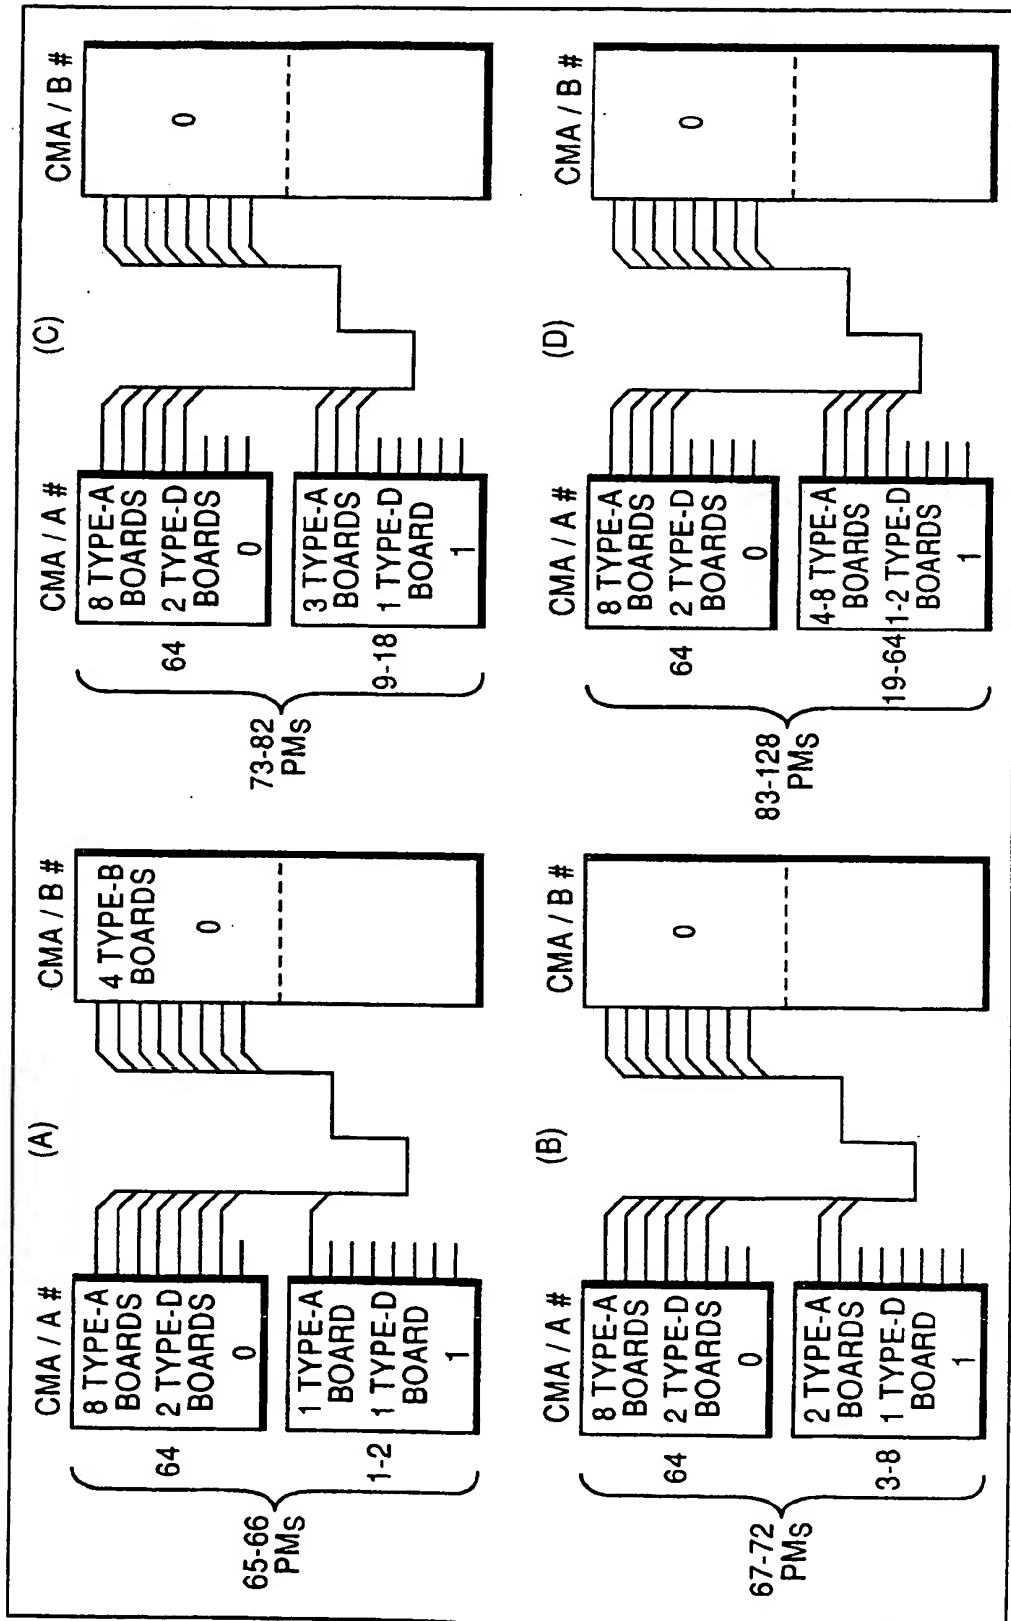 (A)
CMA / A #
CMA / B #
65-66
PMs
64
8 TYPE-A
BOARDS
2 TYPE-D
BOARDS
0
1-2
1 TYPE-A
BOARD
1 TYPE-D
BOARD
1
4 TYPE-B
BOARDS
0
(C)
CMA / A #
CMA / B #
73-82
PMs
64
8 TYPE-A
BOARDS
2 TYPE-D
BOARDS
0
9-18
3 TYPE-A
BOARDS
1 TYPE-D
BOARD
1
0
(B)
CMA / A #
CMA / B #
67-72
PMs
64
8 TYPE-A
BOARDS
2 TYPE-D
BOARDS
0
3-8
2 TYPE-A
BOARDS
1 TYPE-D
BOARD
1
0
(D)
CMA / A #
CMA / B #
83-128
PMs
64
8 TYPE-A
BOARDS
2 TYPE-D
BOARDS
0
19-64
4-8 TYPE-A
BOARDS
1-2 TYPE-D
BOARDS
1
0